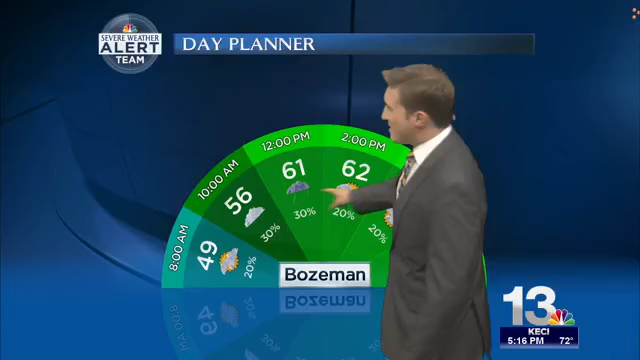 SEVERE WEATHER
ALERT
TEAM
DAY PLANNER
8:00 AM
10:00 AM
12:00 PM
2:00 PM
49
56
61
62
20%
30%
30%
20%
20%
Bozeman
Bozeman
13
KECI
5:16 PM 72°